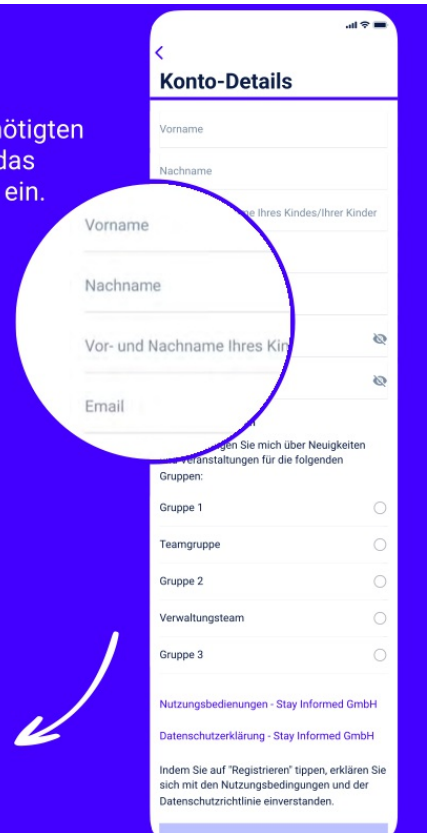 Konto-Details
nötigten
das
ein.
Vorname
Nachname
Ihres Kindes/Ihrer Kinder
Vorname
Nachname
Vor- und Nachname Ihres Kin
Email
Sie mich über Neuigkeiten
und Veranstaltungen für die folgenden
Gruppen:
Gruppe 1
Teamgruppe
Gruppe 2
Verwaltungsteam
Gruppe 3
Nutzungsbedienungen - Stay Informed GmbH
Datenschutzerklärung - Stay Informed GmbH
Indem Sie auf "Registrieren" tippen, erklären Sie
sich mit den Nutzungsbedingungen und der
Datenschutzrichtlinie einverstanden.